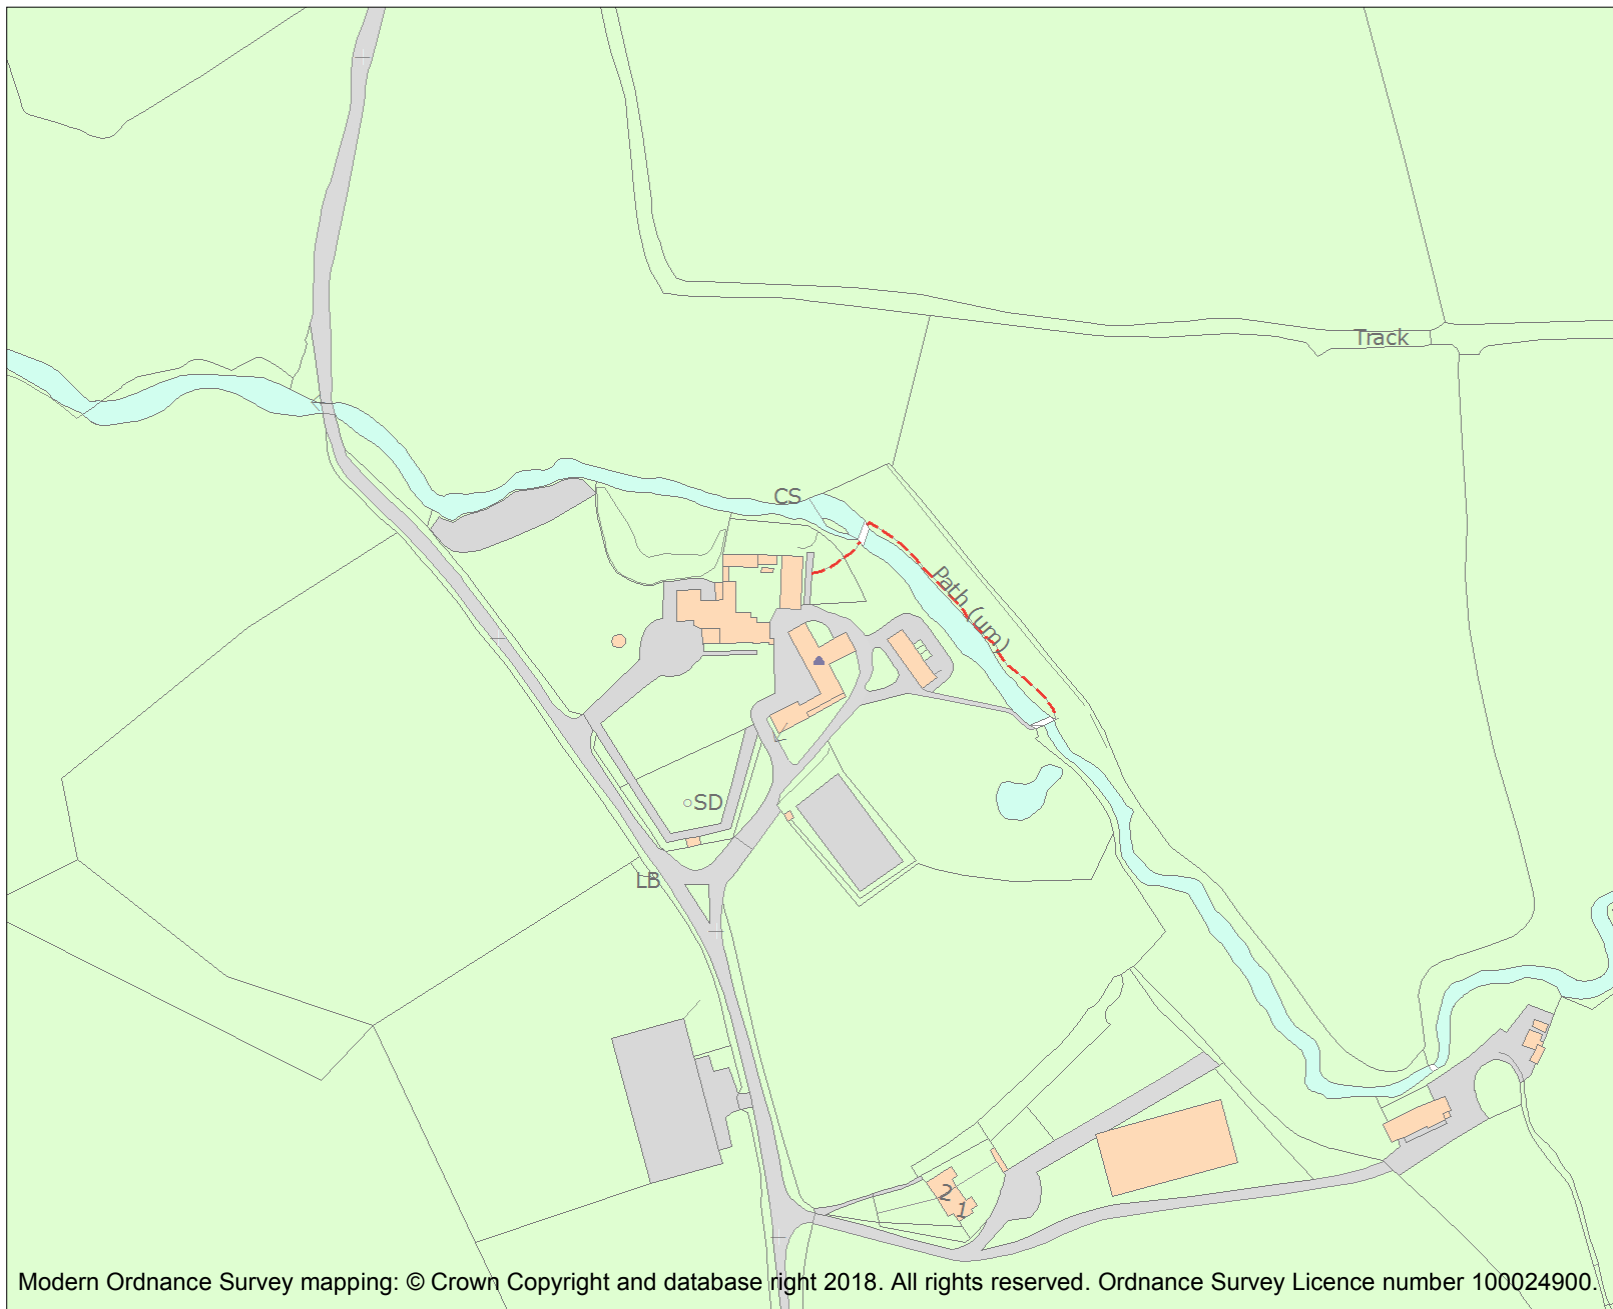 Track
CS
Path (um)
SD
LB
2
1
Modern Ordnance Survey mapping: © Crown Copyright and database right 2018. All rights reserved. Ordnance Survey Licence number 100024900.